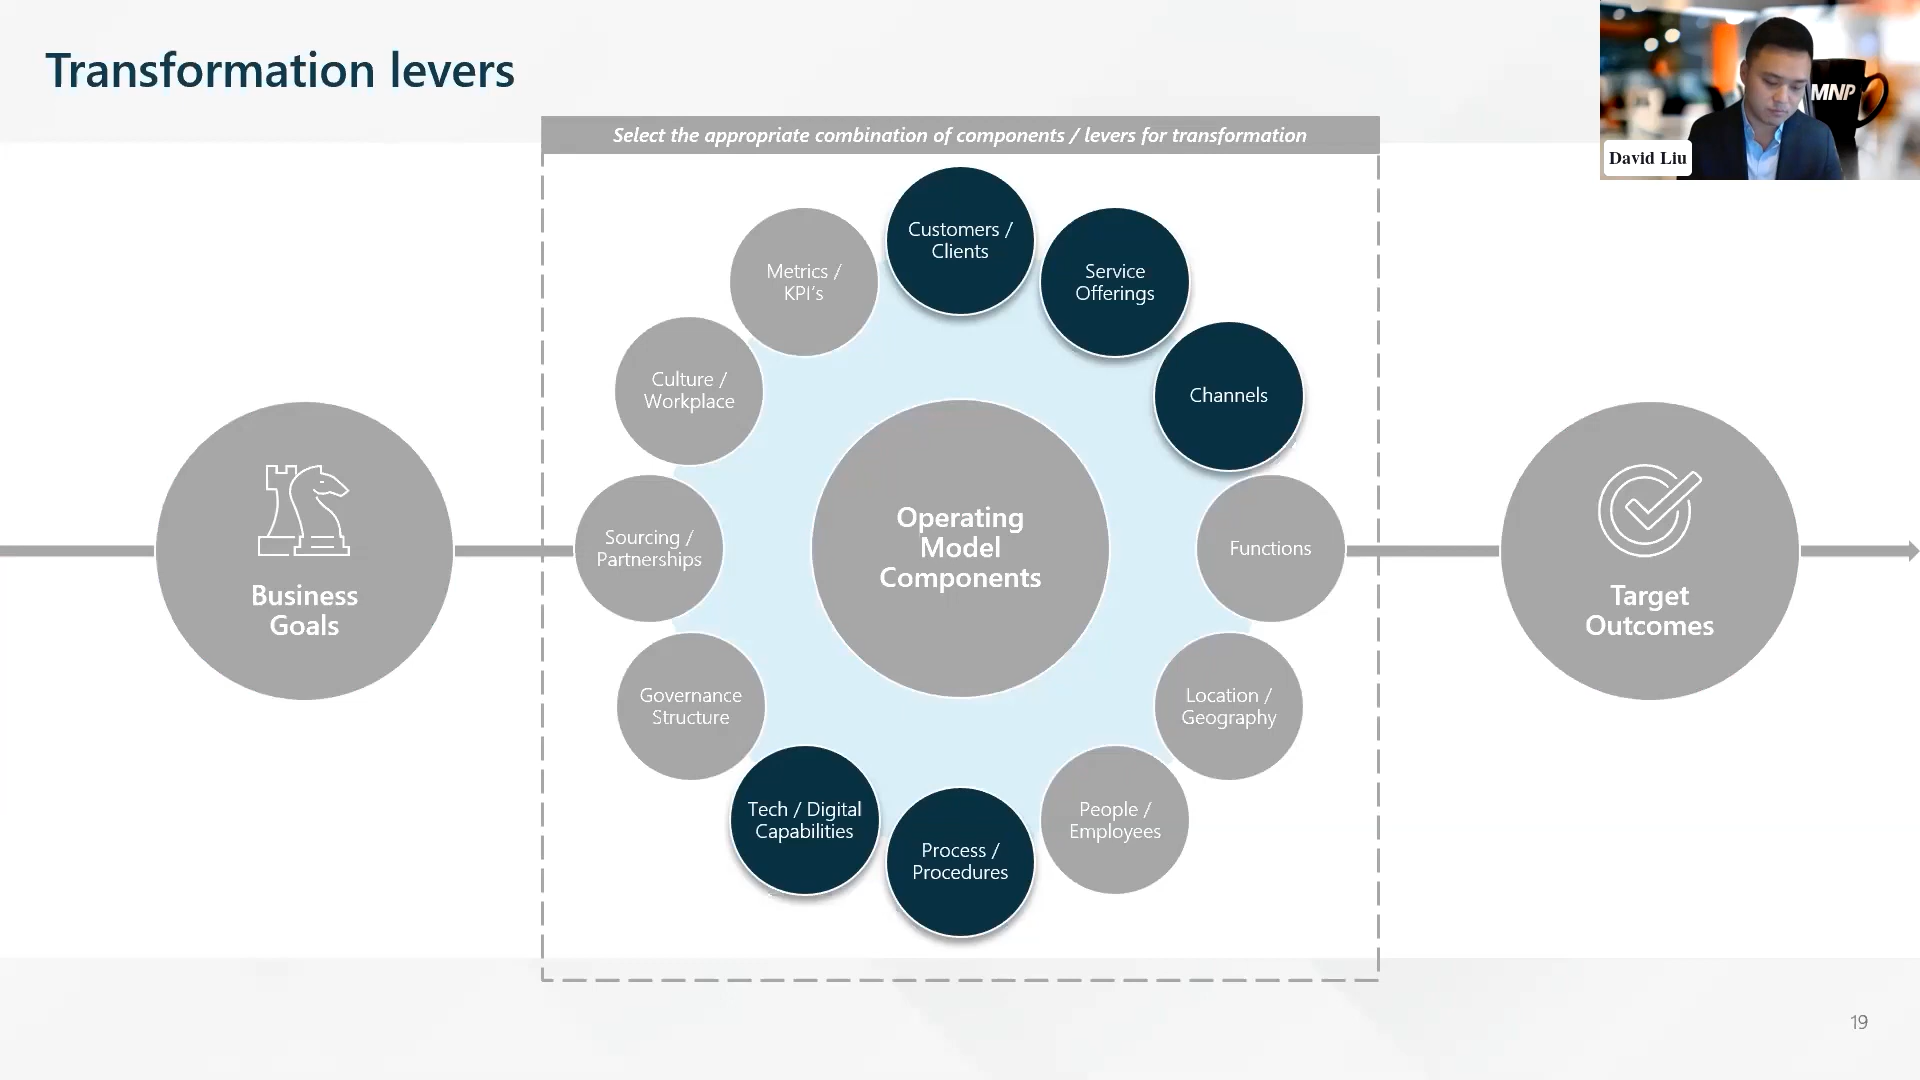 Transformation levers
MNP
David Liu
Select the appropriate combination of components / levers for transformation
Customers /
Clients
Service
Offerings
Channels
Functions
Location /
Geography
People /
Employees
Process /
Procedures
Tech / Digital
Capabilities
Governance
Structure
Sourcing /
Partnerships
Culture /
Workplace
Metrics /
KPI’s
Operating
Model
Components
Business
Goals
Target
Outcomes
19